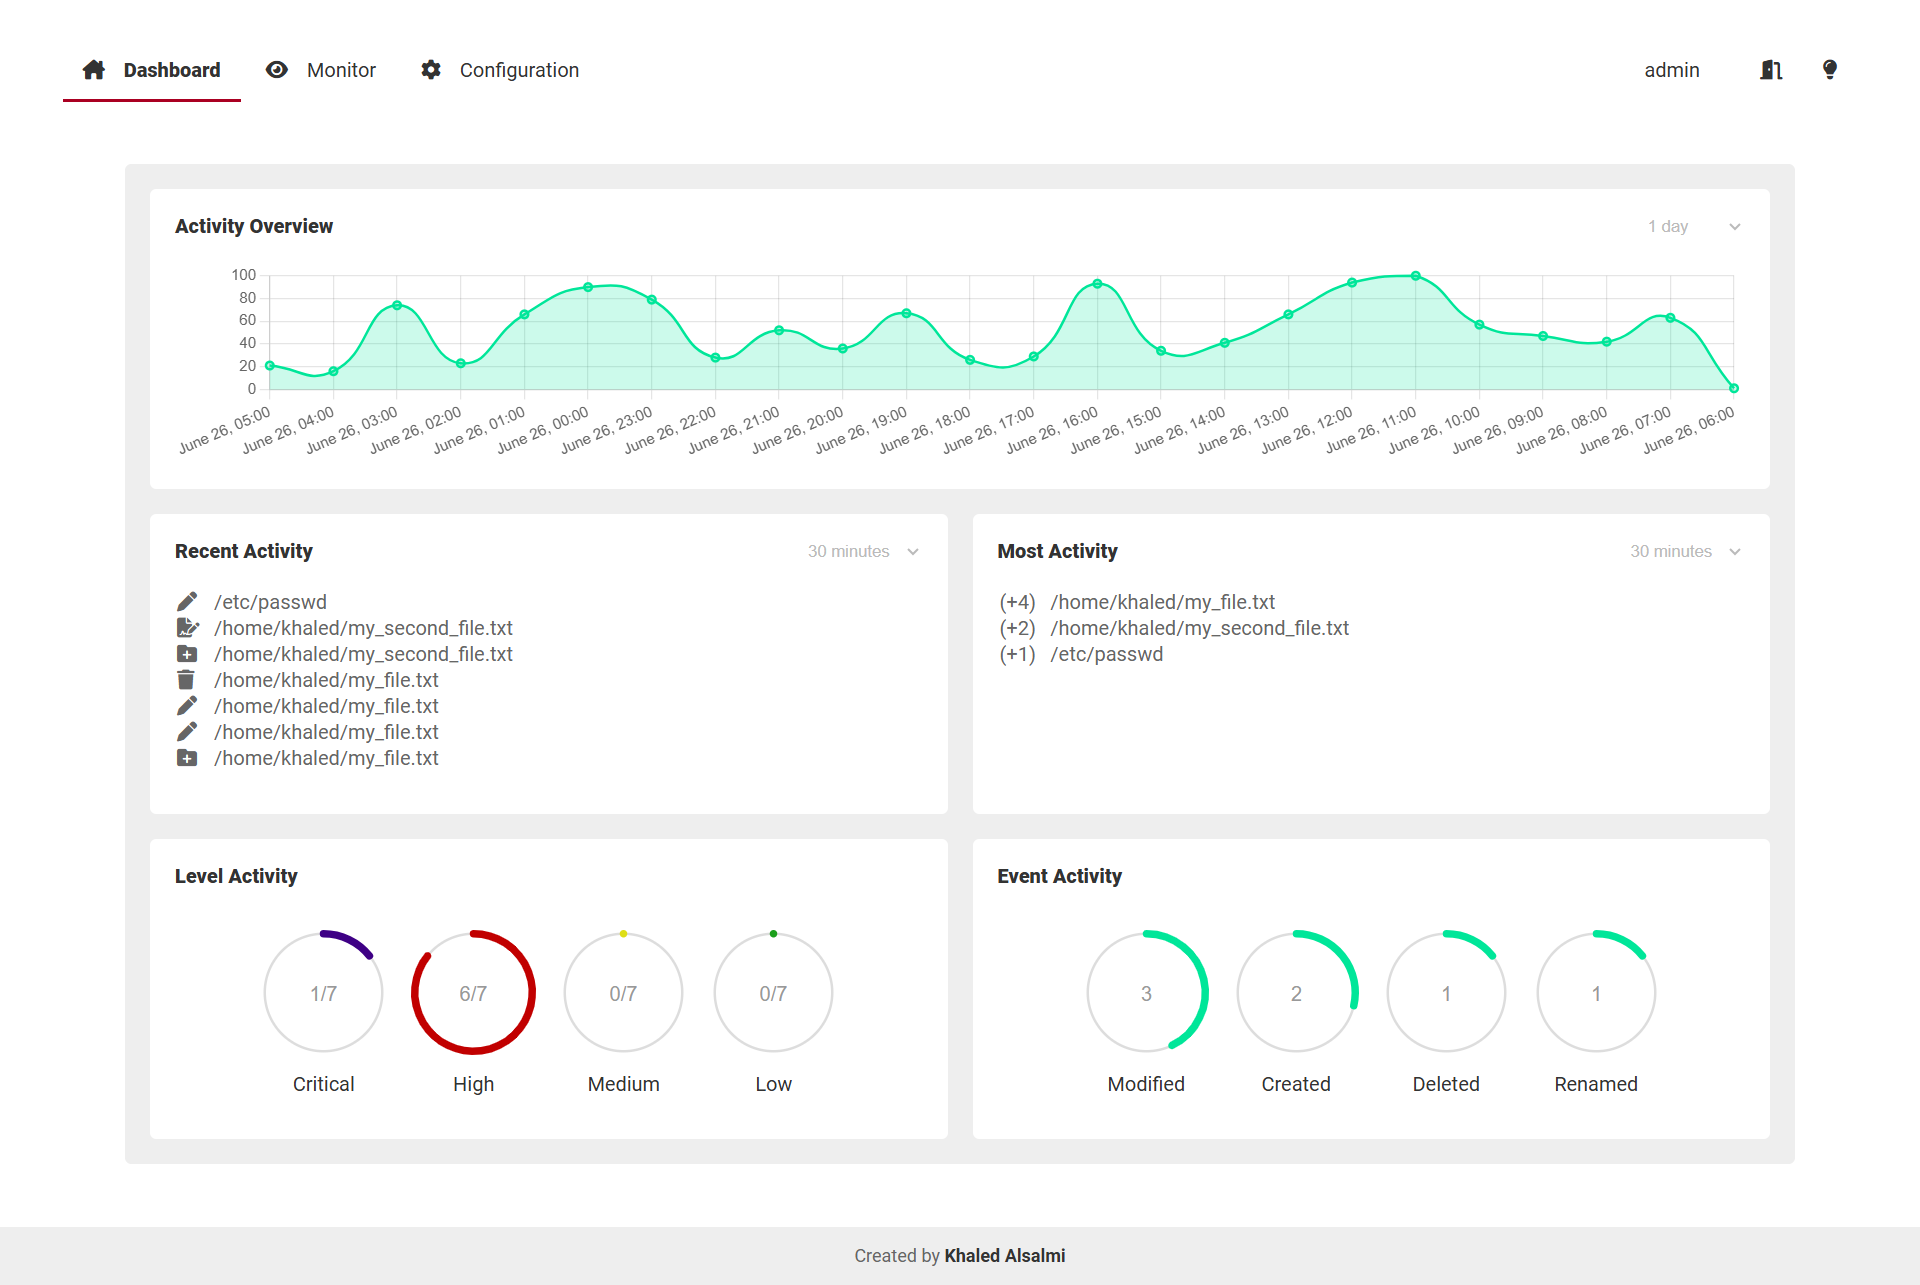 Dashboard Monitor Configuration admin
Activity Overview 1 day
100
80
60
40
20
0
June 26, 05:00 June 26, 04:00 June 26, 03:00 June 26, 02:00 June 26, 01:00 June 26, 00:00 June 26, 23:00 June 26, 22:00 June 26, 21:00 June 26, 20:00 June 26, 19:00 June 26, 18:00 June 26, 17:00 June 26, 16:00 June 26, 15:00 June 26, 14:00 June 26, 13:00 June 26, 12:00 June 26, 11:00 June 26, 10:00 June 26, 09:00 June 26, 08:00 June 26, 07:00 June 26, 06:00
Recent Activity 30 minutes
/etc/passwd
/home/khaled/my_second_file.txt
/home/khaled/my_second_file.txt
/home/khaled/my_file.txt
/home/khaled/my_file.txt
/home/khaled/my_file.txt
/home/khaled/my_file.txt
Most Activity 30 minutes
(+4) /home/khaled/my_file.txt
(+2) /home/khaled/my_second_file.txt
(+1) /etc/passwd
Level Activity
1/7 6/7 0/7 0/7
Critical High Medium Low
Event Activity
3 2 1 1
Modified Created Deleted Renamed
Created by Khaled Alsalmi